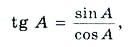 tg A = sin A / cos A,